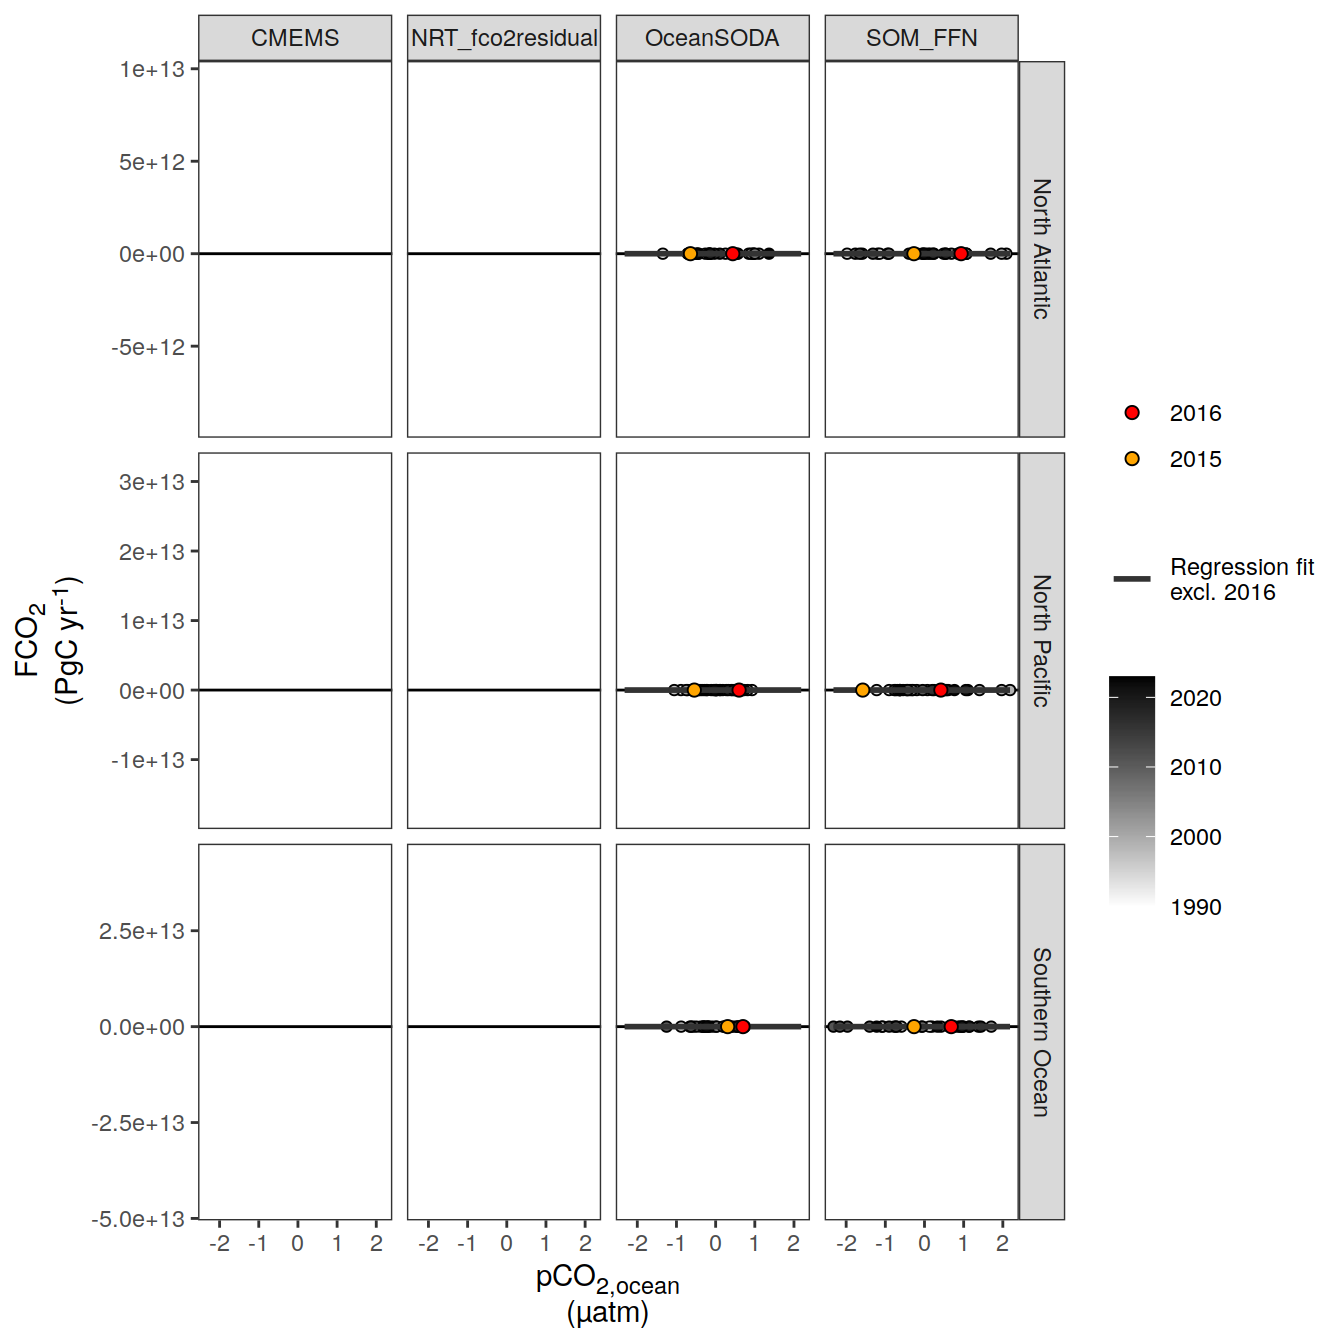 CMEMS NRT_fco2residual OceanSODA SOM_FFN
1e+13
5e+12
0e+00
-5e+12
North Atlantic
3e+13
2e+13
1e+13
0e+00
-1e+13
North Pacific
2.5e+13
0.0e+00
-2.5e+13
-5.0e+13
Southern Ocean
FCO2
(PgC yr-1)
-2 -1 0 1 2 -2 -1 0 1 2 -2 -1 0 1 2 -2 -1 0 1 2
pCO2,ocean
(µatm)
2016
2015
Regression fit
excl. 2016
2020
2010
2000
1990